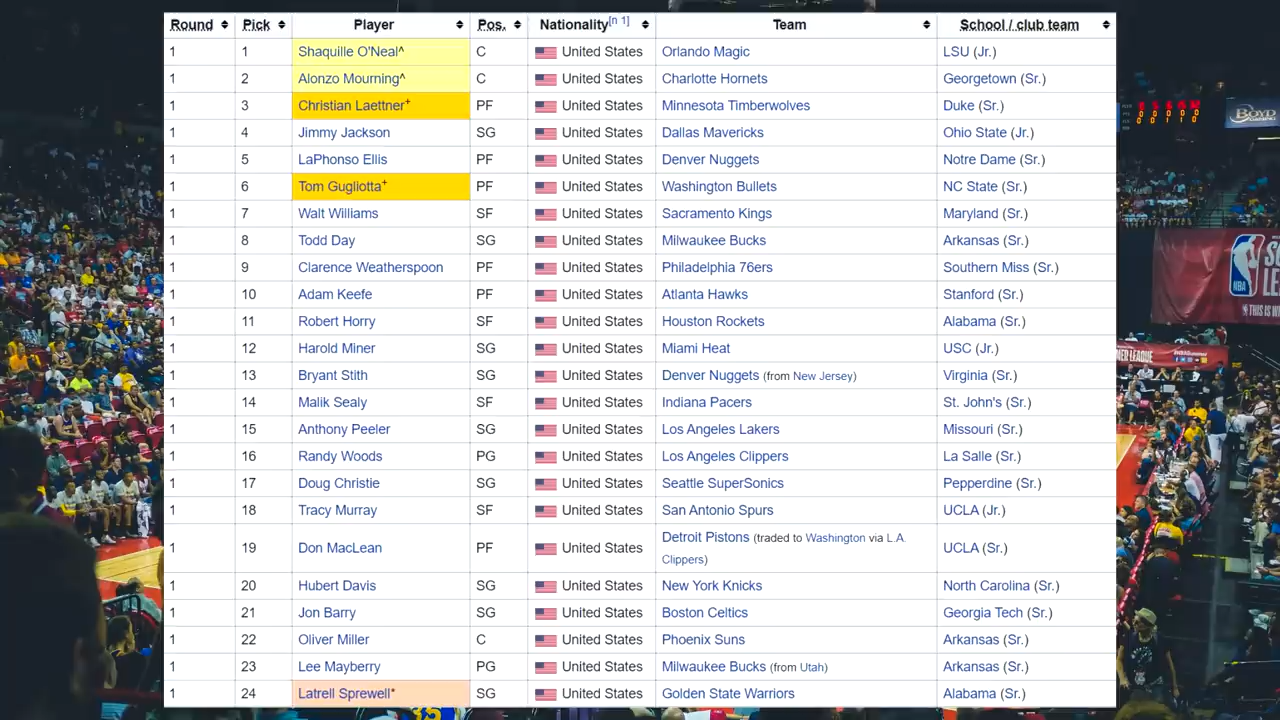 Round Pick Player Pos. Nationality[n 1] Team School / club team
1 1 Shaquille O'Neal^ C United States Orlando Magic LSU (Jr.)
1 2 Alonzo Mourning^ C United States Charlotte Hornets Georgetown (Sr.)
1 3 Christian Laettner+ PF United States Minnesota Timberwolves Duke (Sr.)
1 4 Jimmy Jackson SG United States Dallas Mavericks Ohio State (Jr.)
1 5 LaPhonso Ellis PF United States Denver Nuggets Notre Dame (Sr.)
1 6 Tom Gugliotta+ PF United States Washington Bullets NC State (Sr.)
1 7 Walt Williams SF United States Sacramento Kings Maryland (Sr.)
1 8 Todd Day SG United States Milwaukee Bucks Arkansas (Sr.)
1 9 Clarence Weatherspoon PF United States Philadelphia 76ers Southern Miss (Sr.)
1 10 Adam Keefe PF United States Atlanta Hawks Stanford (Sr.)
1 11 Robert Horry SF United States Houston Rockets Alabama (Sr.)
1 12 Harold Miner SG United States Miami Heat USC (Jr.)
1 13 Bryant Stith SG United States Denver Nuggets (from New Jersey) Virginia (Sr.)
1 14 Malik Sealy SF United States Indiana Pacers St. John's (Sr.)
1 15 Anthony Peeler SG United States Los Angeles Lakers Missouri (Sr.)
1 16 Randy Woods PG United States Los Angeles Clippers La Salle (Sr.)
1 17 Doug Christie SG United States Seattle SuperSonics Pepperdine (Sr.)
1 18 Tracy Murray SF United States San Antonio Spurs UCLA (Jr.)
1 19 Don MacLean PF United States Detroit Pistons (traded to Washington via L.A.
Clippers) UCLA (Sr.)
1 20 Hubert Davis SG United States New York Knicks North Carolina (Sr.)
1 21 Jon Barry SG United States Boston Celtics Georgia Tech (Sr.)
1 22 Oliver Miller C United States Phoenix Suns Arkansas (Sr.)
1 23 Lee Mayberry PG United States Milwaukee Bucks (from Utah) Arkansas (Sr.)
1 24 Latrell Sprewell* SG United States Golden State Warriors Alabama (Sr.)
BOYD
NBA
THIS IS